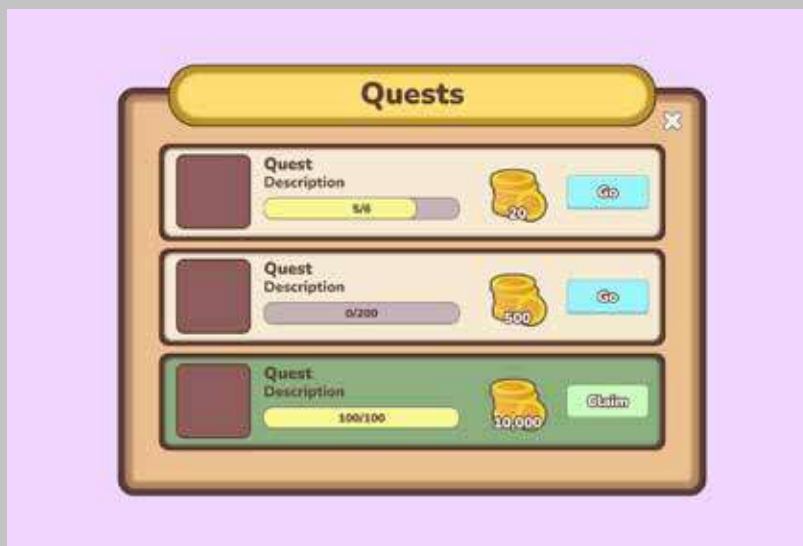 Quests
Quest
Description
5/6
20
Go
Quest
Description
0/200
500
Go
Quest
Description
100/100
10,000
Claim